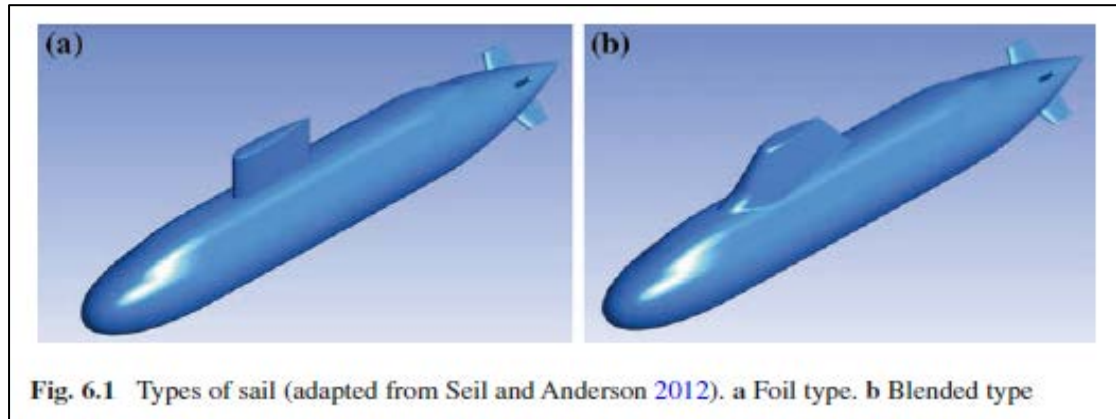 (a) (b)
Fig. 6.1 Types of sail (adapted from Seil and Anderson 2012). a Foil type. b Blended type